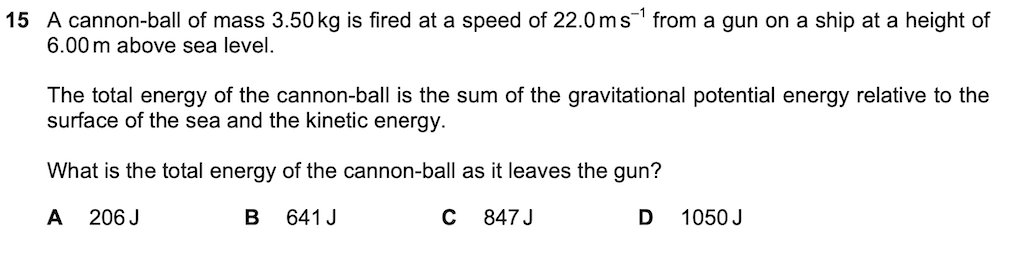 15 A cannon-ball of mass 3.50 kg is fired at a speed of 22.0 m s⁻¹ from a gun on a ship at a height of
6.00 m above sea level.
The total energy of the cannon-ball is the sum of the gravitational potential energy relative to the
surface of the sea and the kinetic energy.
What is the total energy of the cannon-ball as it leaves the gun?
A 206 J B 641 J C 847 J D 1050 J